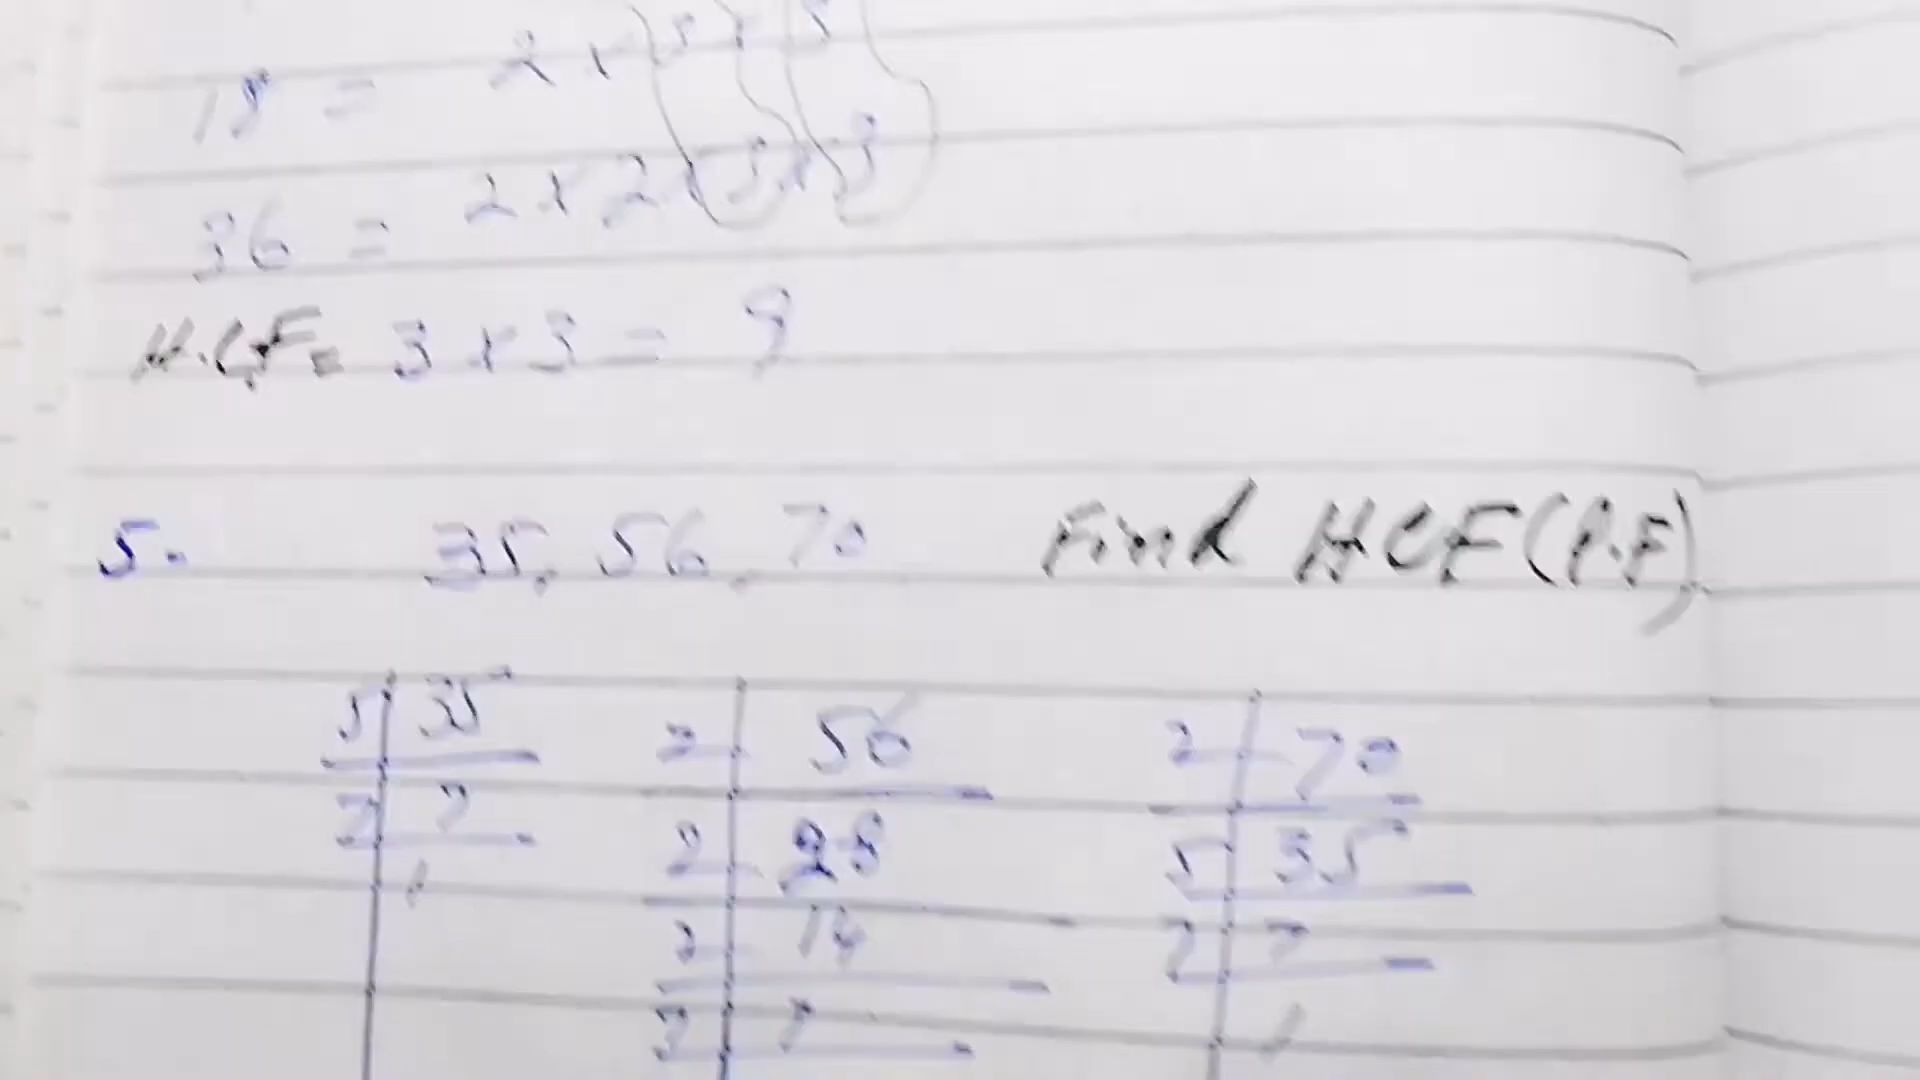 18 = 2 x 3 x 3
36 = 2 x 2 x 3 x 3
H.C.F = 3 x 3 = 9
5. 35, 56, 70 Find HCF (P.F)
5 35 2 56 2 70
7 7 2 28 5 35
1 2 14 7 7
7 7 1